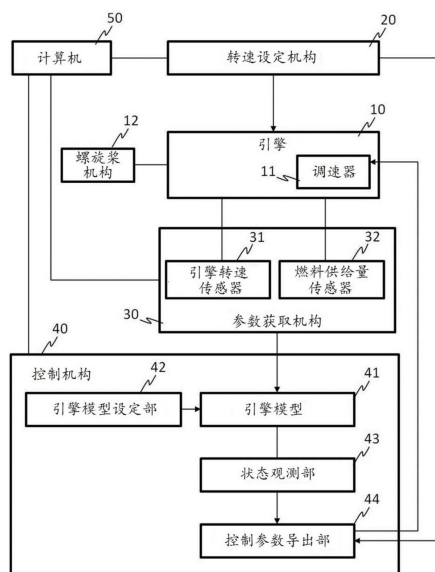 50
20
计算机
转速设定机构
10
12
引擎
螺旋桨
机构
11
调速器
31
32
引擎转速
传感器
燃料供给量
传感器
30
参数获取机构
40
控制机构
42
41
引擎模型设定部
引擎模型
43
状态观测部
44
控制参数导出部